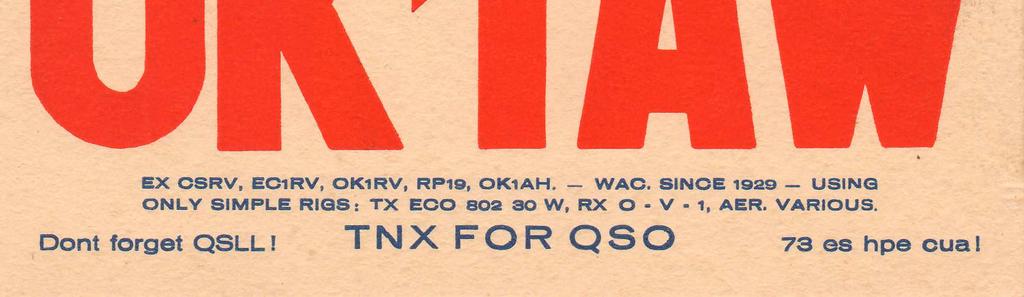 OK1AW
EX CSRV, EC1RV, OK1RV, RP19, OK1AH. — WAC. SINCE 1929 — USING
ONLY SIMPLE RIGS: TX ECO 802 30 W, RX O - V - 1, AER. VARIOUS.
Dont forget QSLL! TNX FOR QSO 73 es hpe cua!